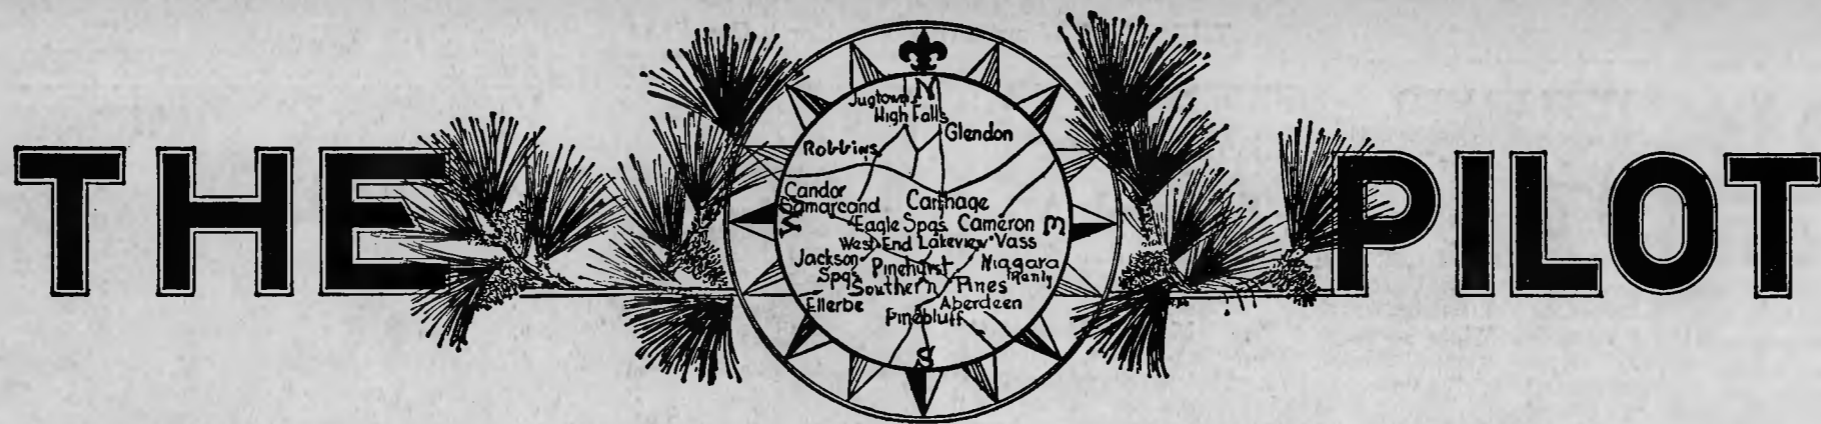 THE PILOT
N
Jugtown
High Falls
Glendon
Robbins
Candor
Samarcand
Carthage
W
Eagle Spgs. Cameron E
West End Lakeview Vass
Jackson
Spgs
Pinehurst
Niagara
Manly
Southern Pines
Ellerbe
Aberdeen
Pinebluff
S